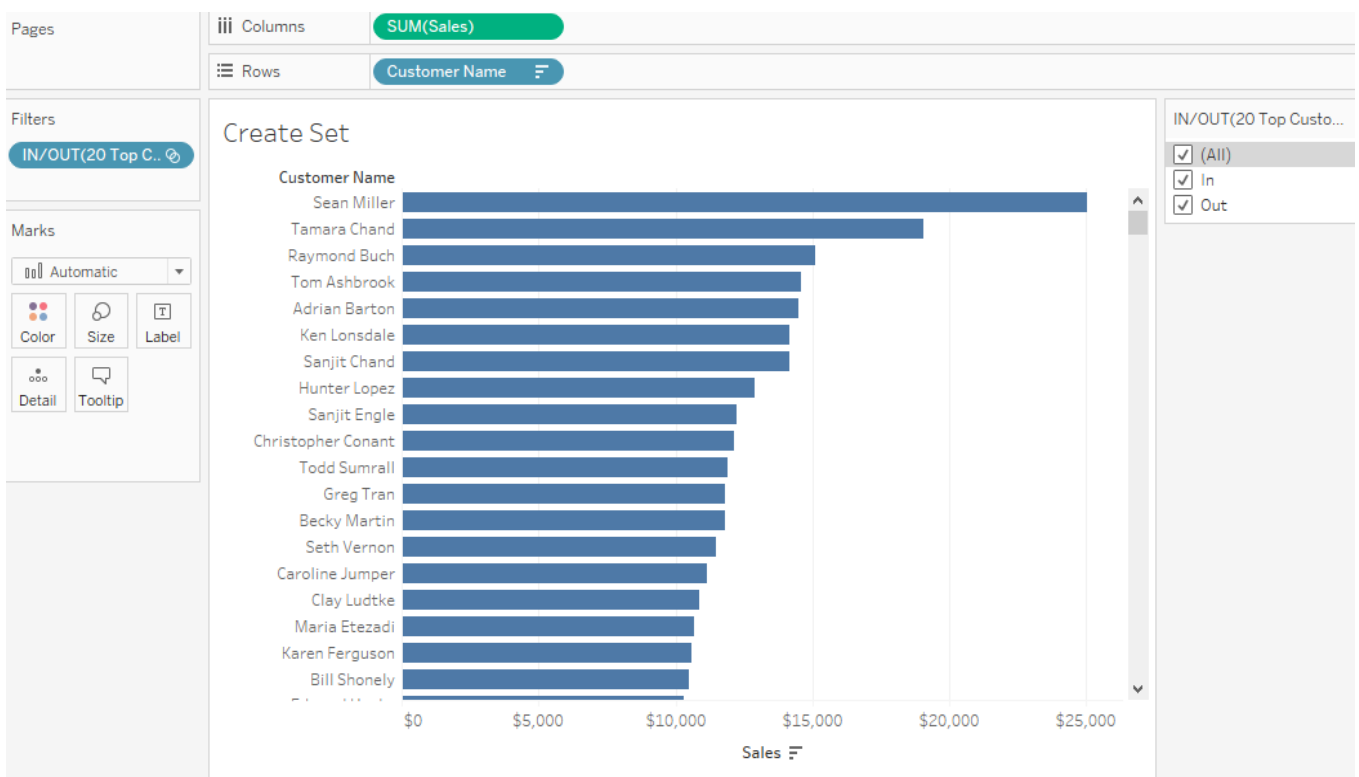 Pages
Columns
SUM(Sales)
Rows
Customer Name
Filters
IN/OUT(20 Top C..
Marks
Automatic
Color
Size
Label
Detail
Tooltip
Create Set
Customer Name
Sean Miller
Tamara Chand
Raymond Buch
Tom Ashbrook
Adrian Barton
Ken Lonsdale
Sanjit Chand
Hunter Lopez
Sanjit Engle
Christopher Conant
Todd Sumrall
Greg Tran
Becky Martin
Seth Vernon
Caroline Jumper
Clay Ludtke
Maria Etezadi
Karen Ferguson
Bill Shonely
$0 $5,000 $10,000 $15,000 $20,000 $25,000
Sales
IN/OUT(20 Top Custo...
(All)
In
Out